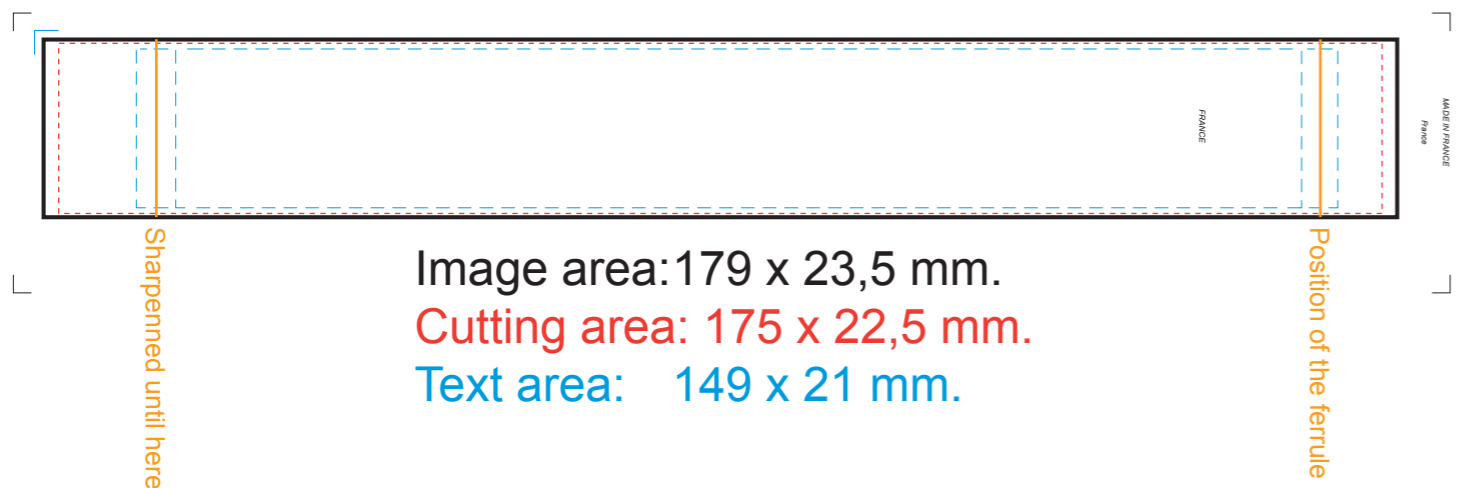 FRANCE
MADE IN FRANCE
France
Sharpenned until here
Image area:179 x 23,5 mm.
Cutting area: 175 x 22,5 mm.
Text area: 149 x 21 mm.
Position of the ferrule